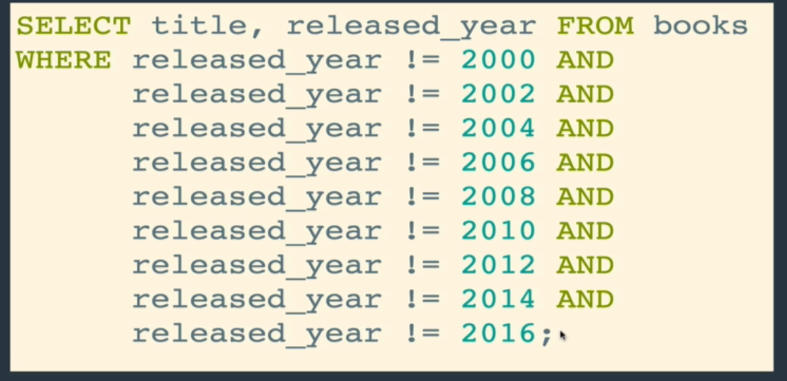 SELECT title, released_year FROM books
WHERE released_year != 2000 AND
released_year != 2002 AND
released_year != 2004 AND
released_year != 2006 AND
released_year != 2008 AND
released_year != 2010 AND
released_year != 2012 AND
released_year != 2014 AND
released_year != 2016;